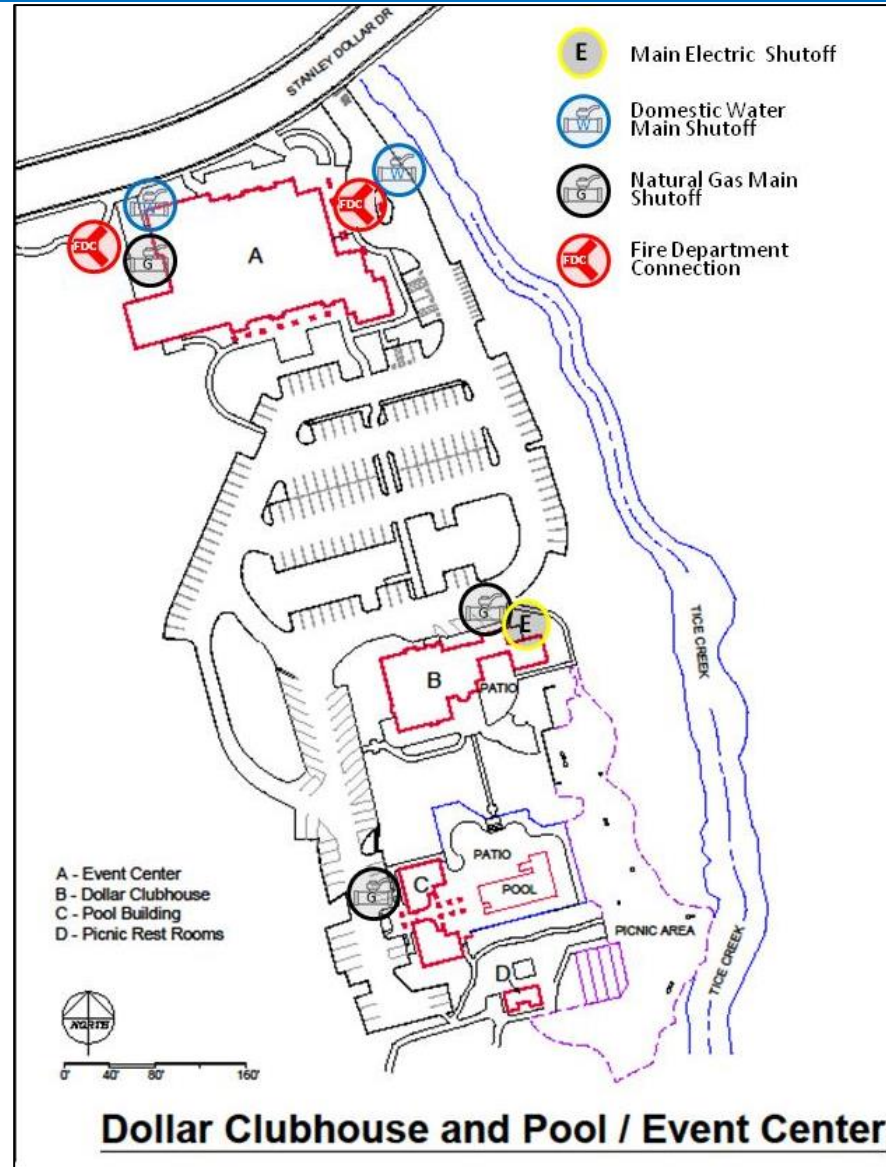 STANLEY DOLLAR DR
E Main Electric Shutoff
W Domestic Water
Main Shutoff
G Natural Gas Main
Shutoff
FDC Fire Department
Connection
W
W
FDC
FDC
G
A
G
E
B
PATIO
TICE CREEK
PATIO
POOL
C
G
A - Event Center
B - Dollar Clubhouse
C - Pool Building
D - Picnic Rest Rooms
PICNIC AREA
D
TICE CREEK
NORTH
0' 40' 80' 160'
Dollar Clubhouse and Pool / Event Center